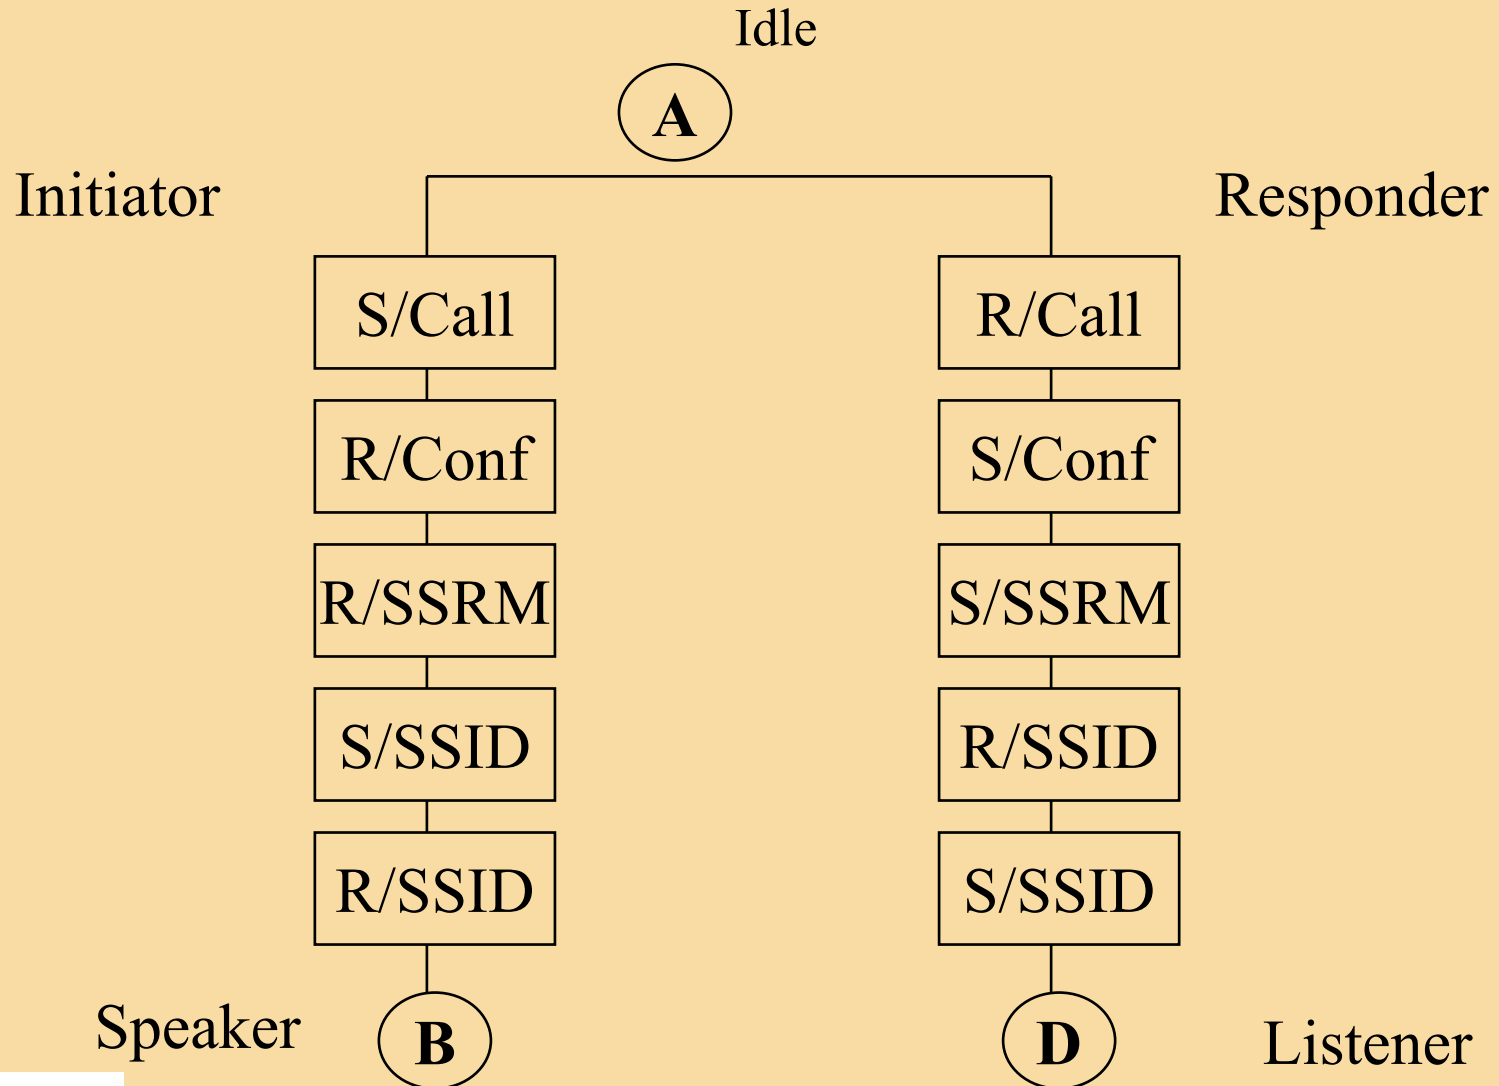 Idle
A
Initiator
Responder
S/Call
R/Call
R/Conf
S/Conf
R/SSRM
S/SSRM
S/SSID
R/SSID
R/SSID
S/SSID
Speaker
B
D
Listener